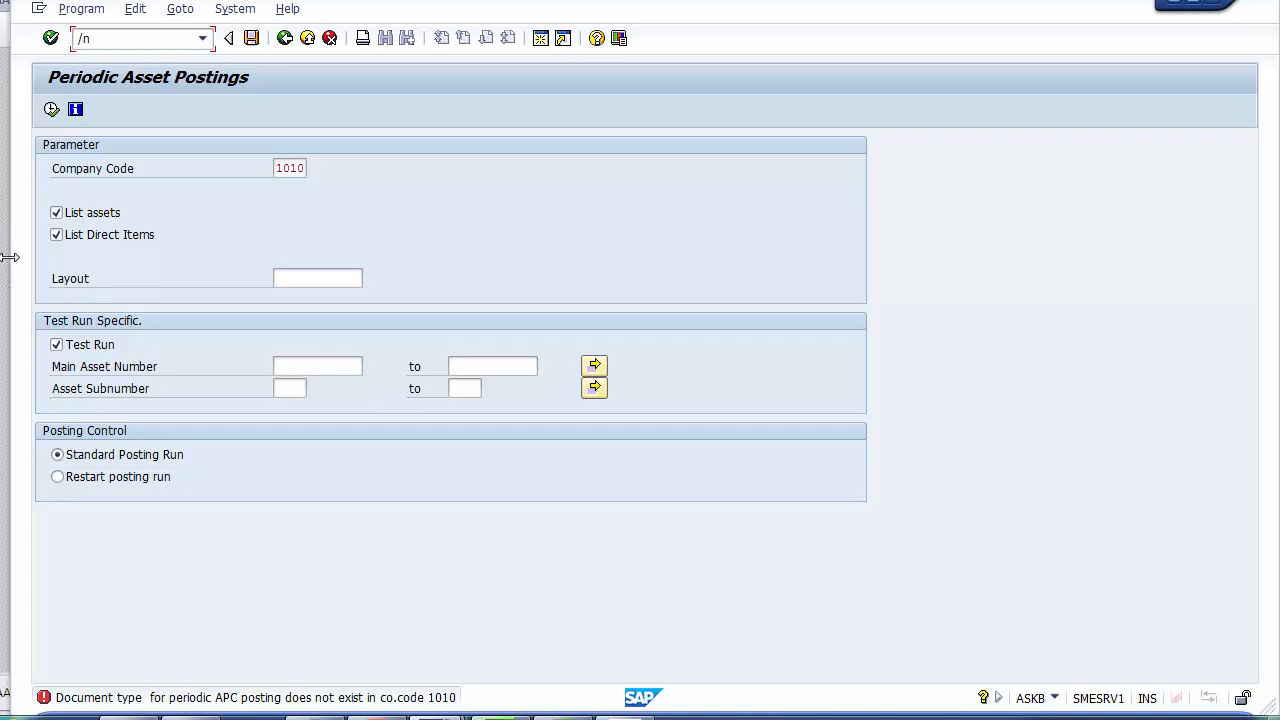 Program Edit Goto System Help
/n
Periodic Asset Postings
Parameter
Company Code 1010
List assets
List Direct Items
Layout
Test Run Specific.
Test Run
Main Asset Number to
Asset Subnumber to
Posting Control
Standard Posting Run
Restart posting run
Document type for periodic APC posting does not exist in co.code 1010
SAP
ASKB SMESRV1 INS